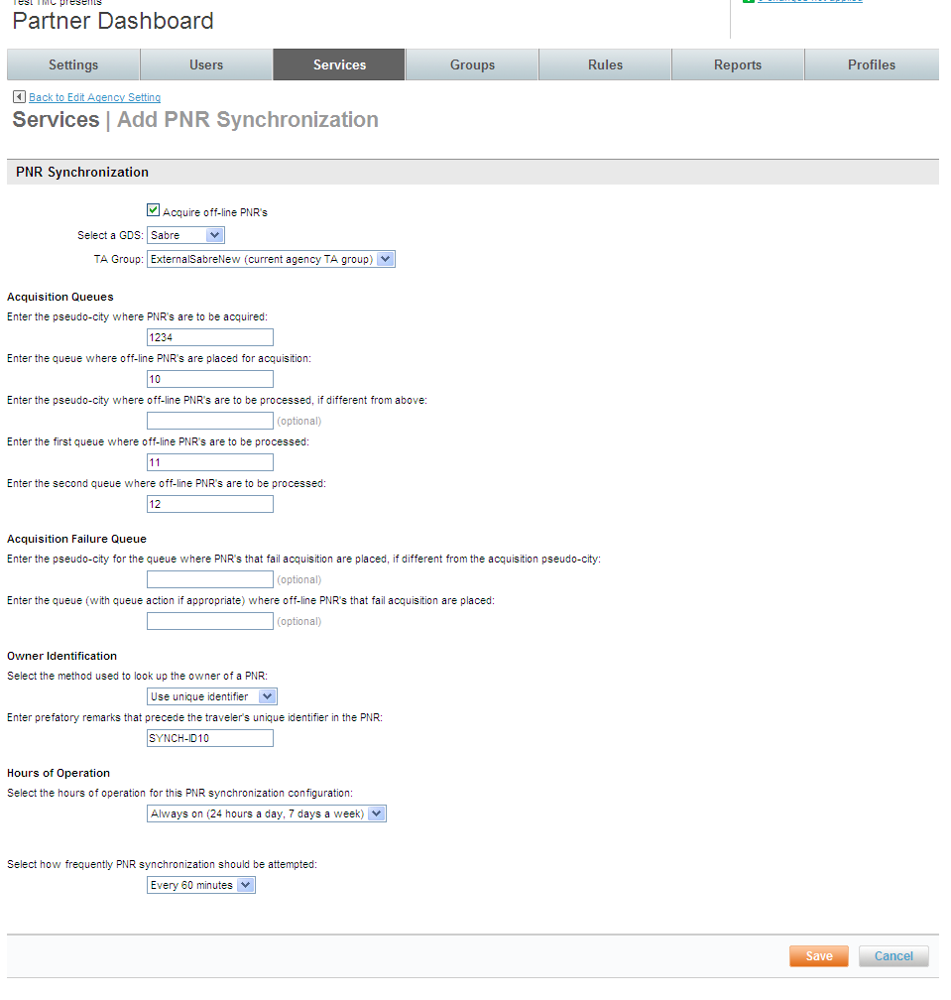 Test TMC presents
Partner Dashboard
Settings Users Services Groups Rules Reports Profiles
Back to Edit Agency Setting
Services | Add PNR Synchronization
PNR Synchronization
Acquire off-line PNR's
Select a GDS: Sabre
TA Group: ExternalSabreNew (current agency TA group)
Acquisition Queues
Enter the pseudo-city where PNR's are to be acquired:
1234
Enter the queue where off-line PNR's are placed for acquisition:
10
Enter the pseudo-city where off-line PNR's are to be processed, if different from above:
(optional)
Enter the first queue where off-line PNR's are to be processed:
11
Enter the second queue where off-line PNR's are to be processed:
12
Acquisition Failure Queue
Enter the pseudo-city for the queue where PNR's that fail acquisition are placed, if different from the acquisition pseudo-city:
(optional)
Enter the queue (with queue action if appropriate) where off-line PNR's that fail acquisition are placed:
(optional)
Owner Identification
Select the method used to look up the owner of a PNR:
Use unique identifier
Enter prefatory remarks that precede the traveler's unique identifier in the PNR:
SYNCH-ID10
Hours of Operation
Select the hours of operation for this PNR synchronization configuration:
Always on (24 hours a day, 7 days a week)
Select how frequently PNR synchronization should be attempted:
Every 60 minutes
Save Cancel